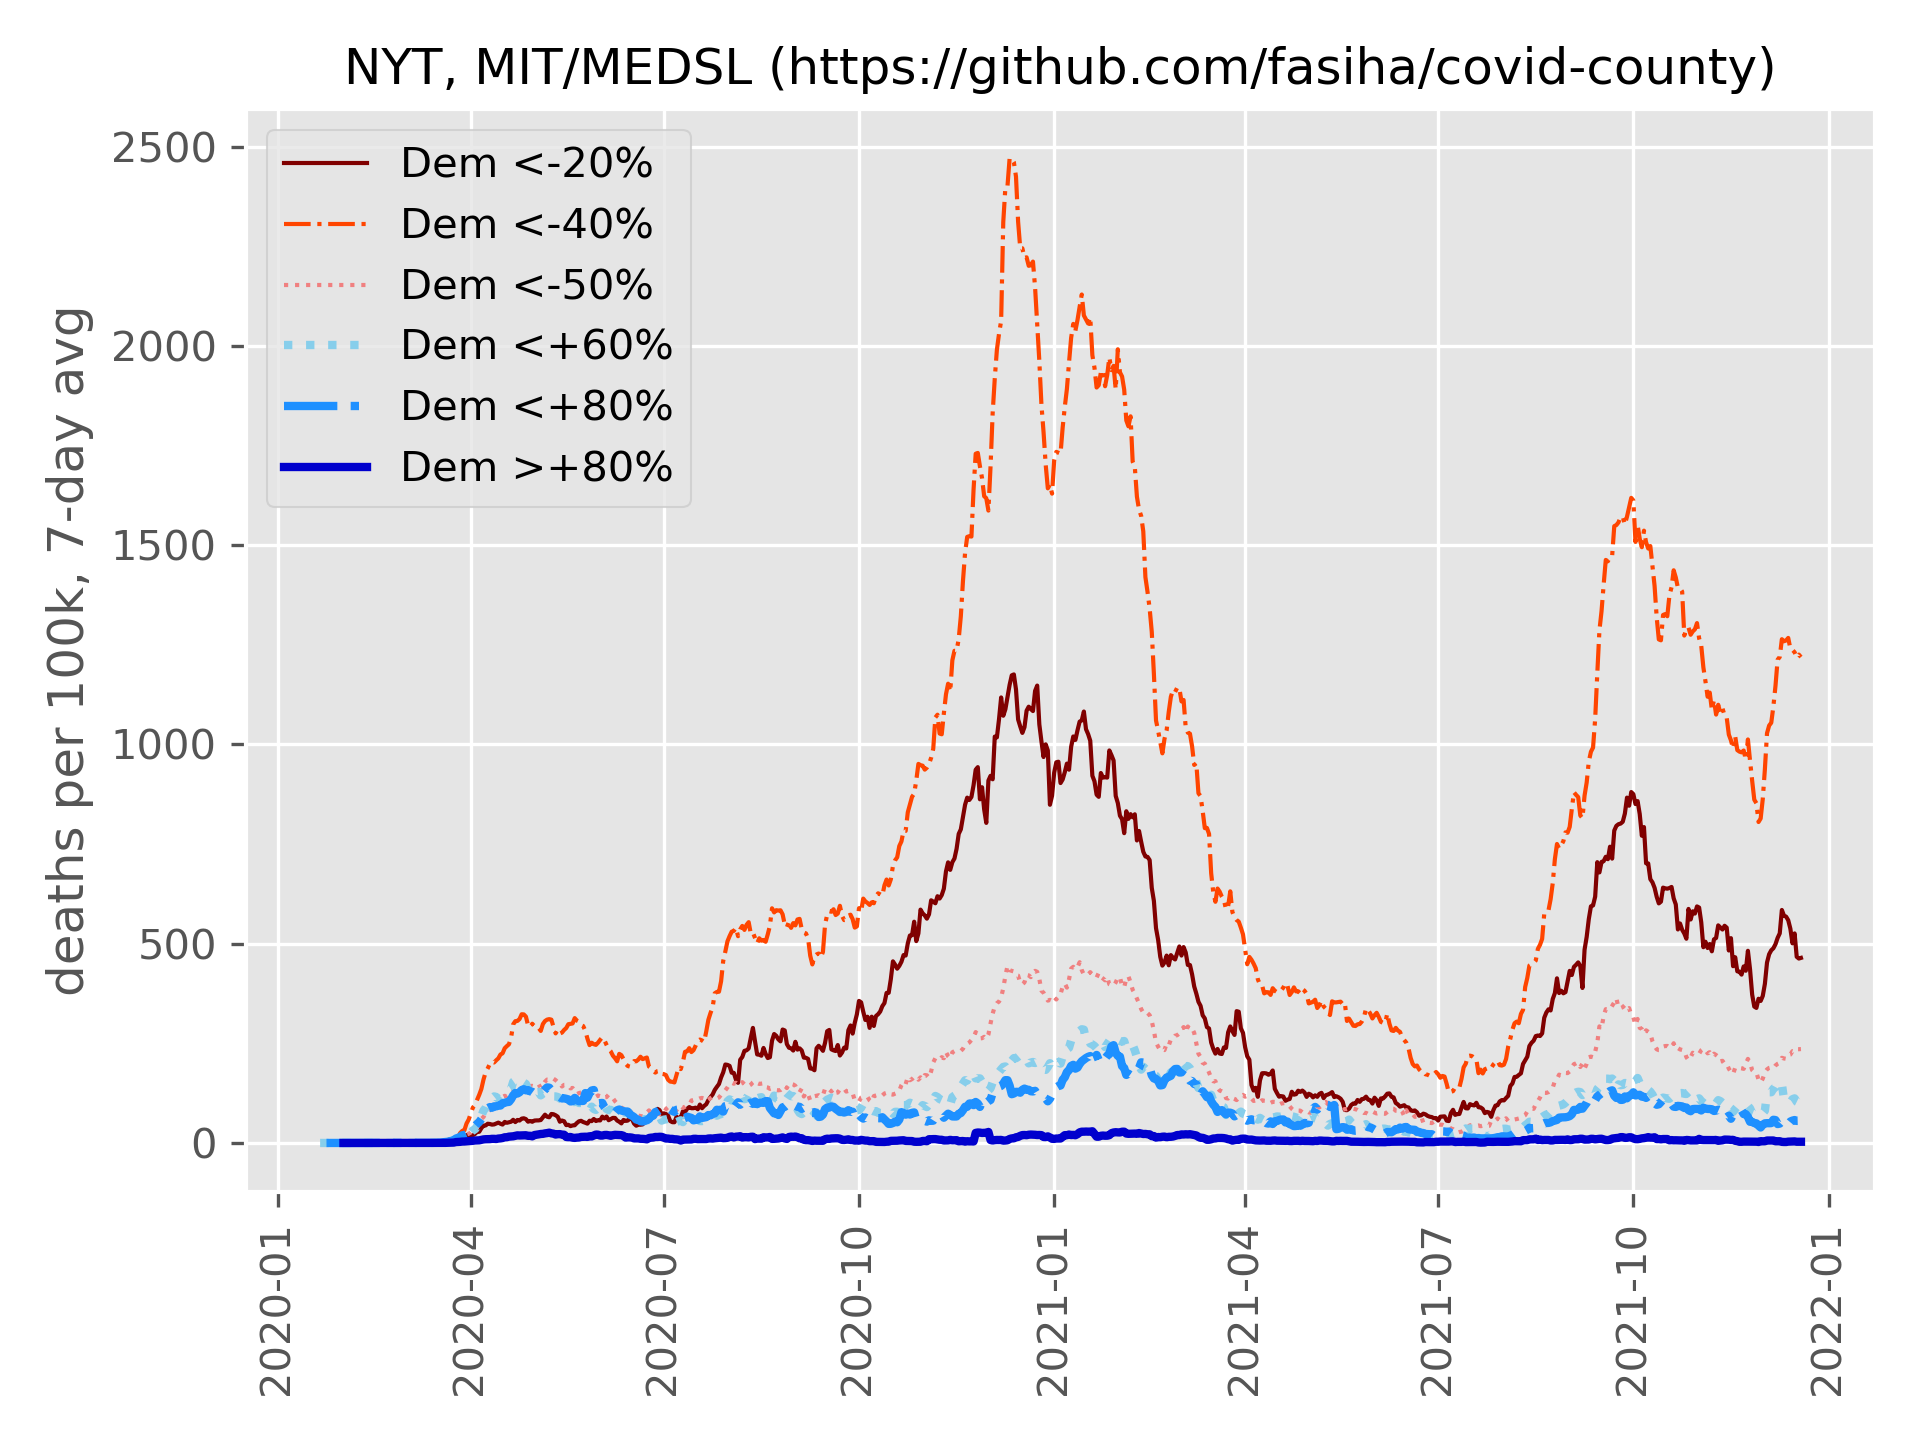 NYT, MIT/MEDSL (https://github.com/fasiha/covid-county)
deaths per 100k, 7-day avg
2500
2000
1500
1000
500
0
Dem <-20%
Dem <-40%
Dem <-50%
Dem <+60%
Dem <+80%
Dem >+80%
2020-01
2020-04
2020-07
2020-10
2021-01
2021-04
2021-07
2021-10
2022-01